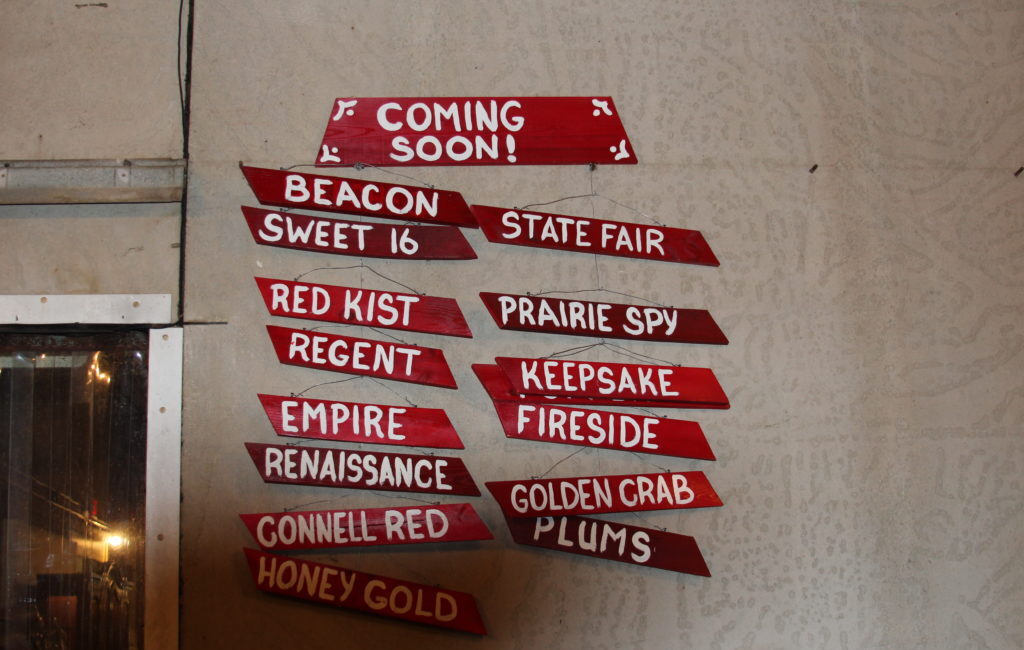 COMING
SOON!
BEACON
SWEET 16
RED KIST
REGENT
EMPIRE
RENAISSANCE
CONNELL RED
HONEY GOLD
STATE FAIR
PRAIRIE SPY
KEEPSAKE
FIRESIDE
GOLDEN CRAB
PLUMS